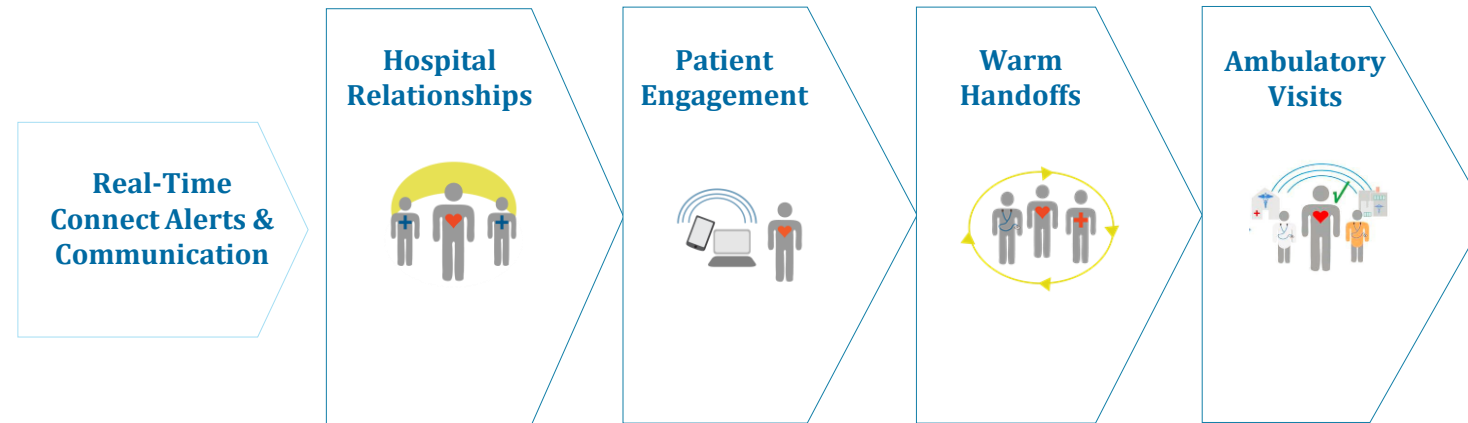 Real-Time
Connect Alerts &
Communication
Hospital
Relationships
Patient
Engagement
Warm
Handoffs
Ambulatory
Visits